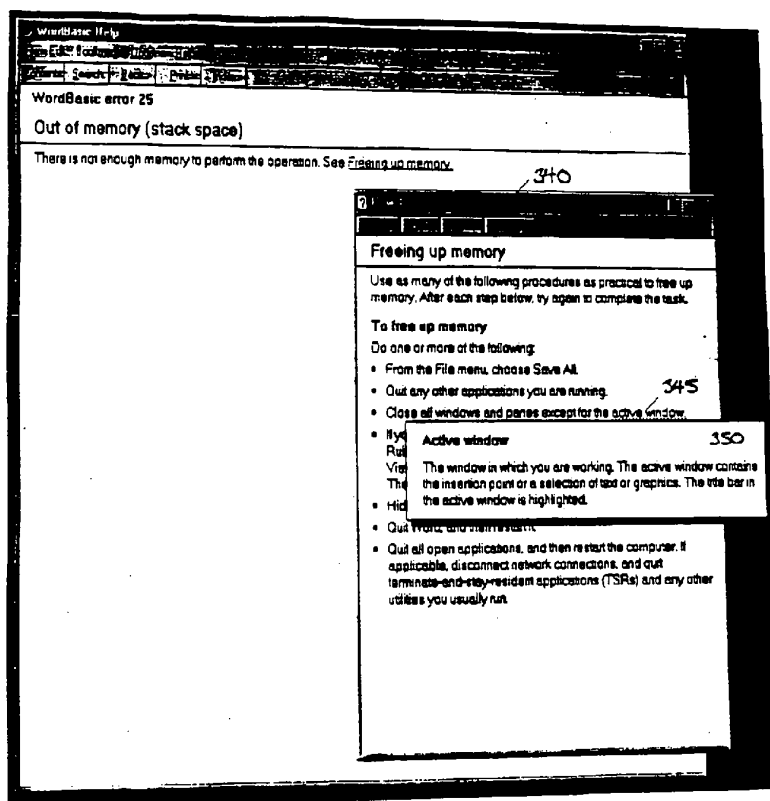 WordBasic Help
Search
WordBasic error 25
Out of memory (stack space)
There is not enough memory to perform the operation. See Freeing up memory.
340
?
Freeing up memory
Use as many of the following procedures as practical to free up
memory. After each step below, try again to complete the task.
To free up memory
Do one or more of the following:
• From the File menu, choose Save All.
• Quit any other applications you are running.
345
• Close all windows and panes except for the active window.
Active window
350
The window in which you are working. The active window contains
the insertion point or a selection of text or graphics. The title bar in
the active window is highlighted.
• Quit Word, and then restart it.
• Quit all open applications, and then restart the computer. If
applicable, disconnect network connections, and quit
terminate-and-stay-resident applications (TSRs) and any other
utilities you usually run.